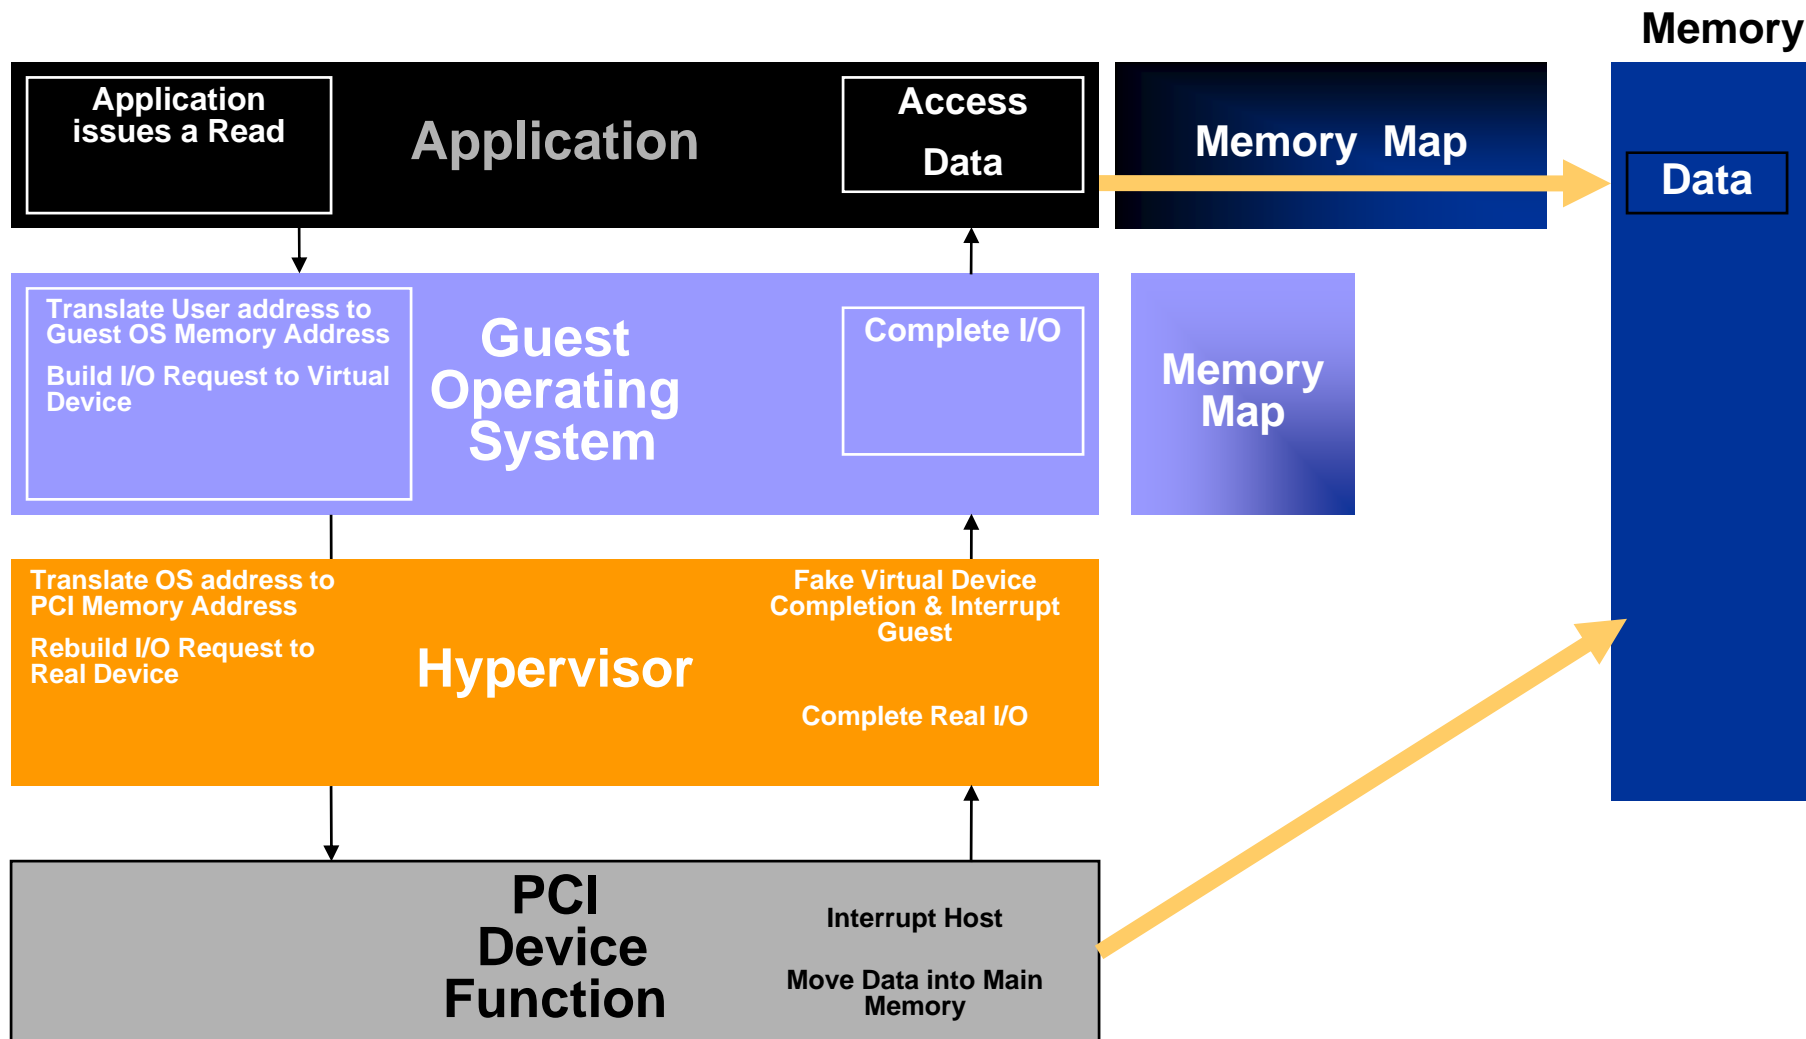 Memory
Application
issues a Read
Application
Access
Data
Memory Map
Data
Translate User address to
Guest OS Memory Address
Build I/O Request to Virtual
Device
Guest
Operating
System
Complete I/O
Memory
Map
Translate OS address to
PCI Memory Address
Rebuild I/O Request to
Real Device
Hypervisor
Fake Virtual Device
Completion & Interrupt
Guest
Complete Real I/O
PCI
Device
Function
Interrupt Host
Move Data into Main
Memory